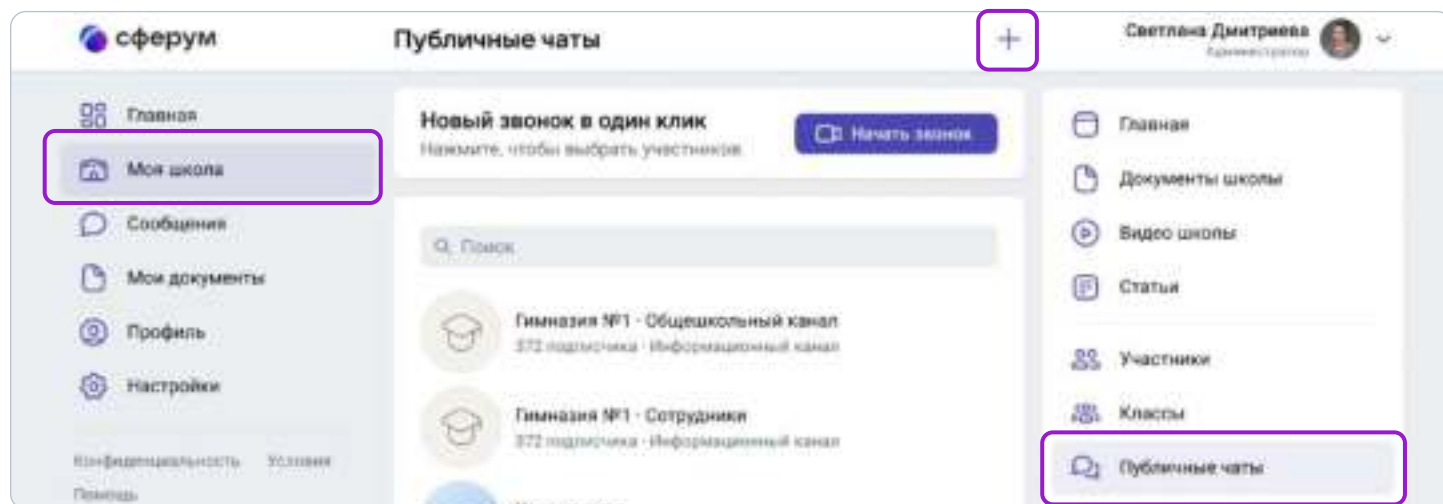 сферум
Публичные чаты
Светлана Дмитриева
Администратор
Главная
Моя школа
Сообщения
Мои документы
Профиль
Настройки
Конфиденциальность Условия
Помощь
Новый звонок в один клик
Нажмите, чтобы выбрать участников
Начать звонок
Поиск
Гимназия №1 · Общешкольный канал
372 подписчика · Информационный канал
Гимназия №1 · Сотрудники
372 подписчика · Информационный канал
Главная
Документы школы
Видео школы
Статьи
Участники
Классы
Публичные чаты